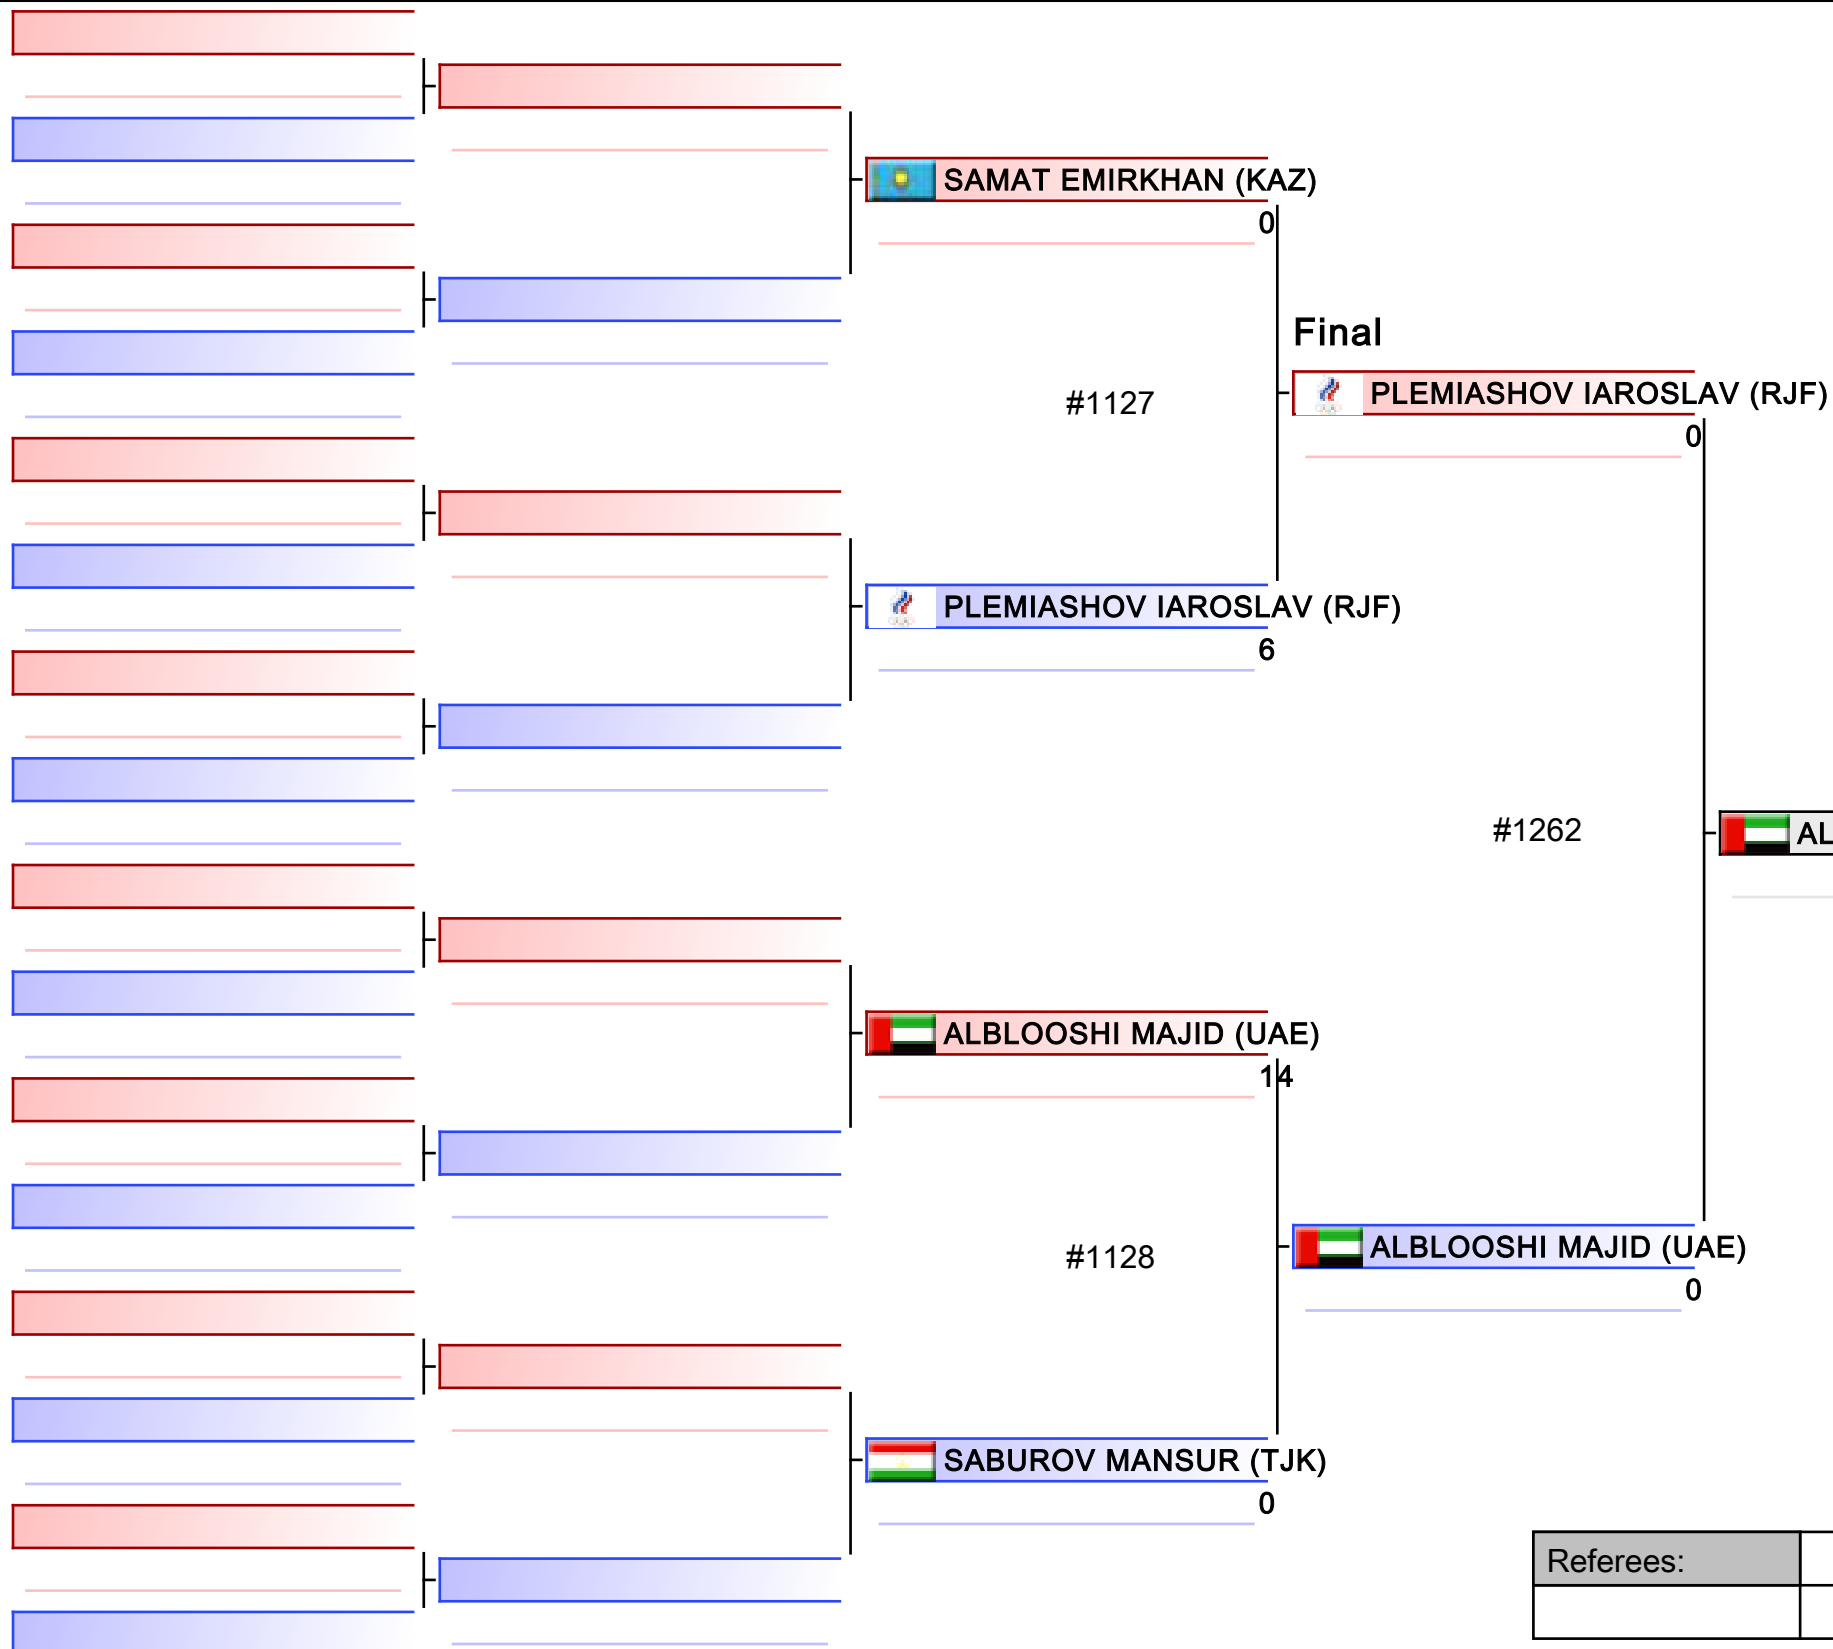 SAMAT EMIRKHAN (KAZ)
0
Final
PLEMIASHOV IAROSLAV (RJF)
0
#1127
PLEMIASHOV IAROSLAV (RJF)
6
#1262
AL
ALBLOOSHI MAJID (UAE)
14
#1128
ALBLOOSHI MAJID (UAE)
0
SABUROV MANSUR (TJK)
0
Referees: